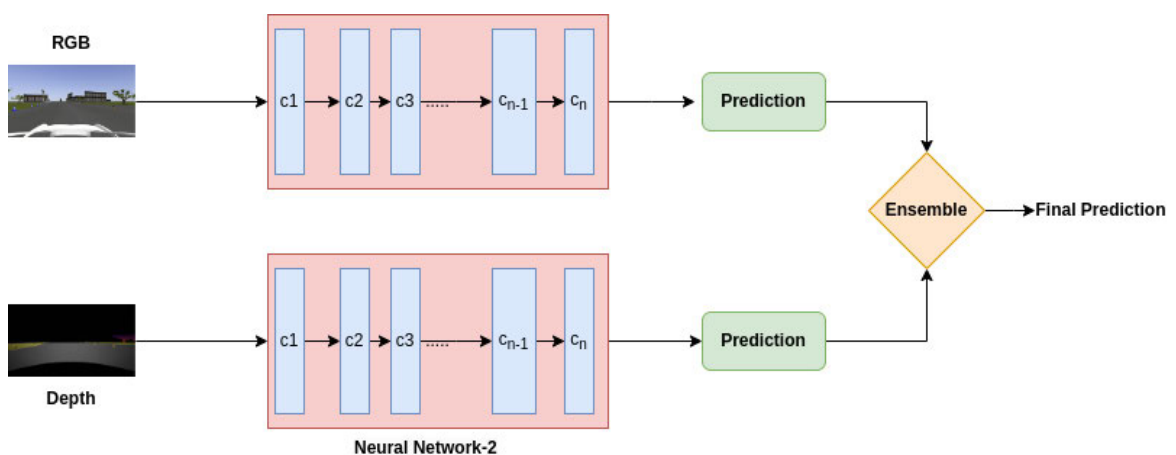 RGB
c1 c2 c3 ..... cn-1 cn
Prediction
Ensemble
Final Prediction
c1 c2 c3 ..... cn-1 cn
Prediction
Depth
Neural Network-2